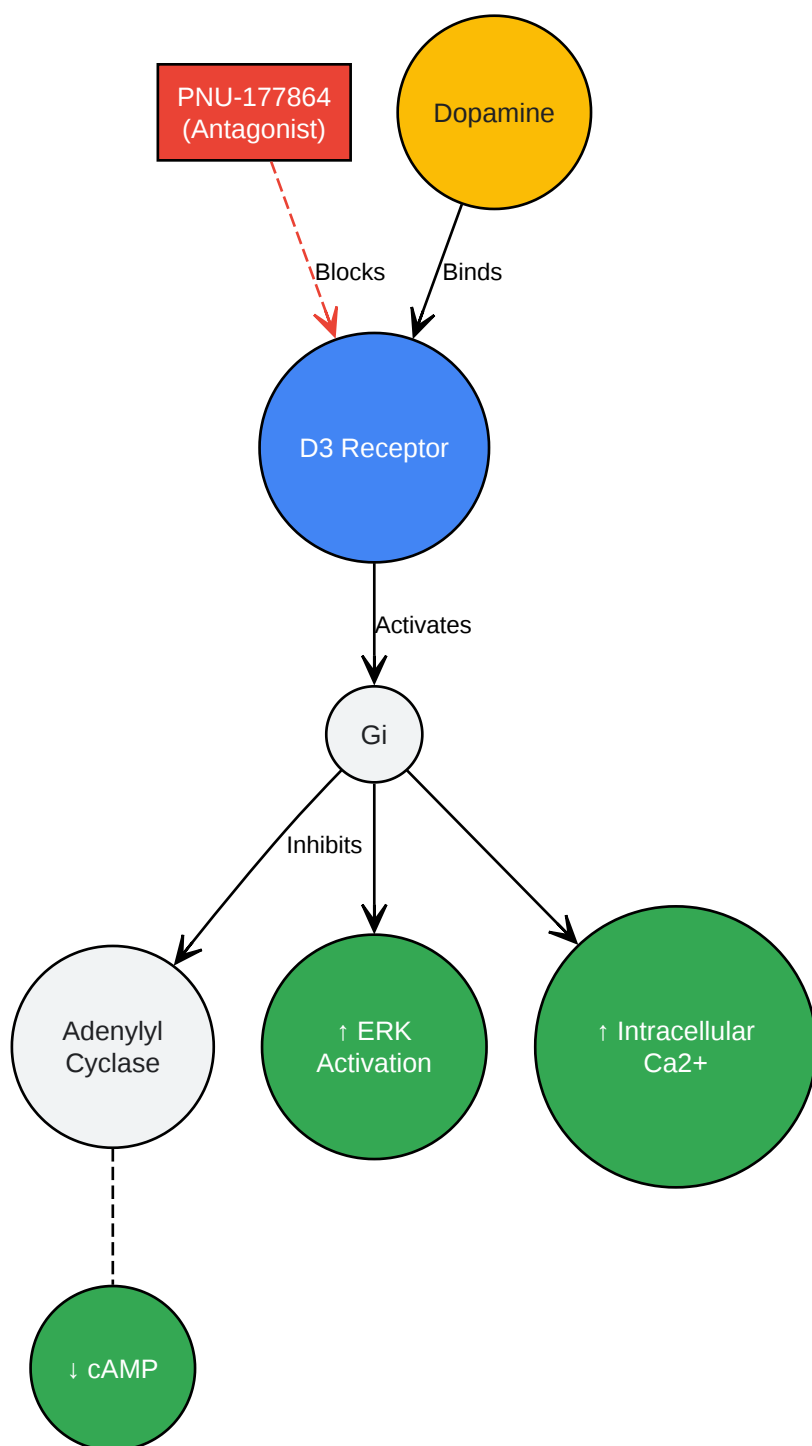 PNU-177864
(Antagonist)
Dopamine
Blocks
Binds
D3 Receptor
Activates
Gi
Inhibits
Adenylyl
Cyclase
↑ ERK
Activation
↑ Intracellular
Ca2+
↓ cAMP